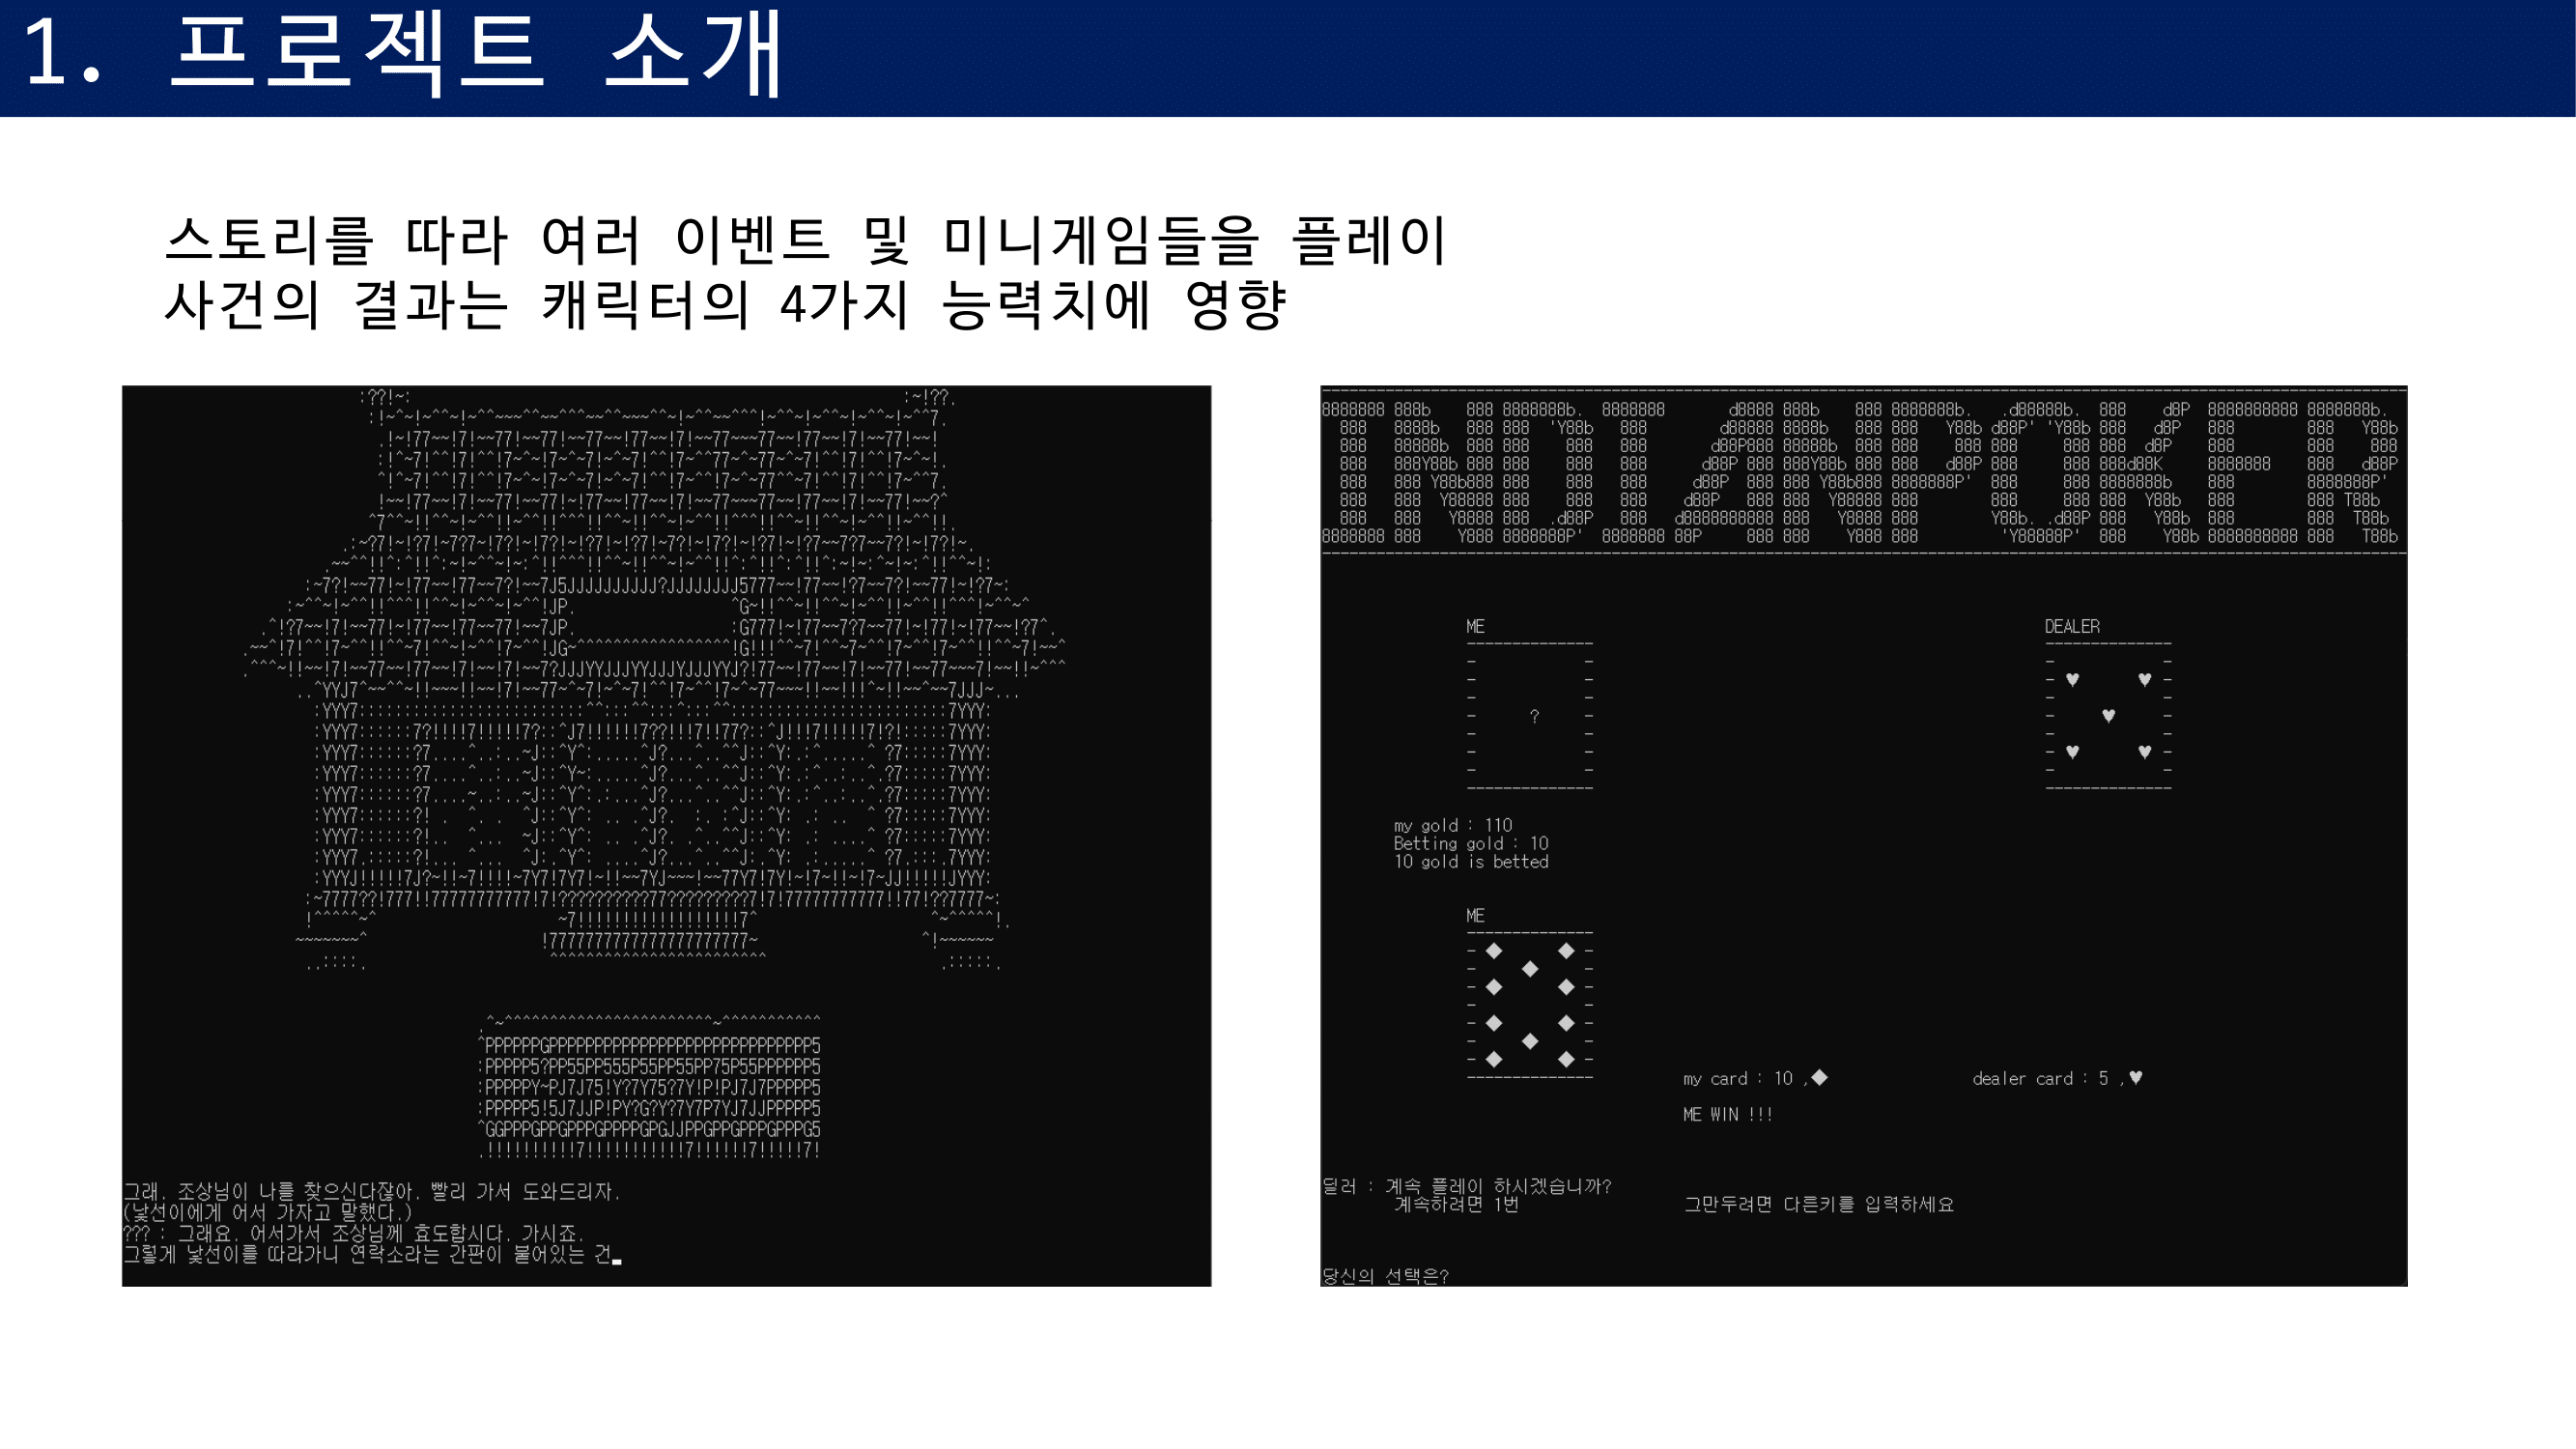 1. 프로젝트 소개
스토리를 따라 여러 이벤트 및 미니게임들을 플레이
사건의 결과는 캐릭터의 4가지 능력치에 영향
그래. 조상님이 나를 찾으신다잖아. 빨리 가서 도와드리자.
(낯선이에게 어서 가자고 말했다.)
??? : 그래요. 어서가서 조상님께 효도합시다. 가시죠.
그렇게 낯선이를 따라가니 연락소라는 간판이 붙어있는 건
INDIANPOKER
ME
DEALER
?
my gold : 110
Betting gold : 10
10 gold is betted
ME
my card : 10 ,◆
dealer card : 5 ,♥
ME WIN !!!
딜러 : 계속 플레이 하시겠습니까?
계속하려면 1번
그만두려면 다른키를 입력하세요
당신의 선택은?